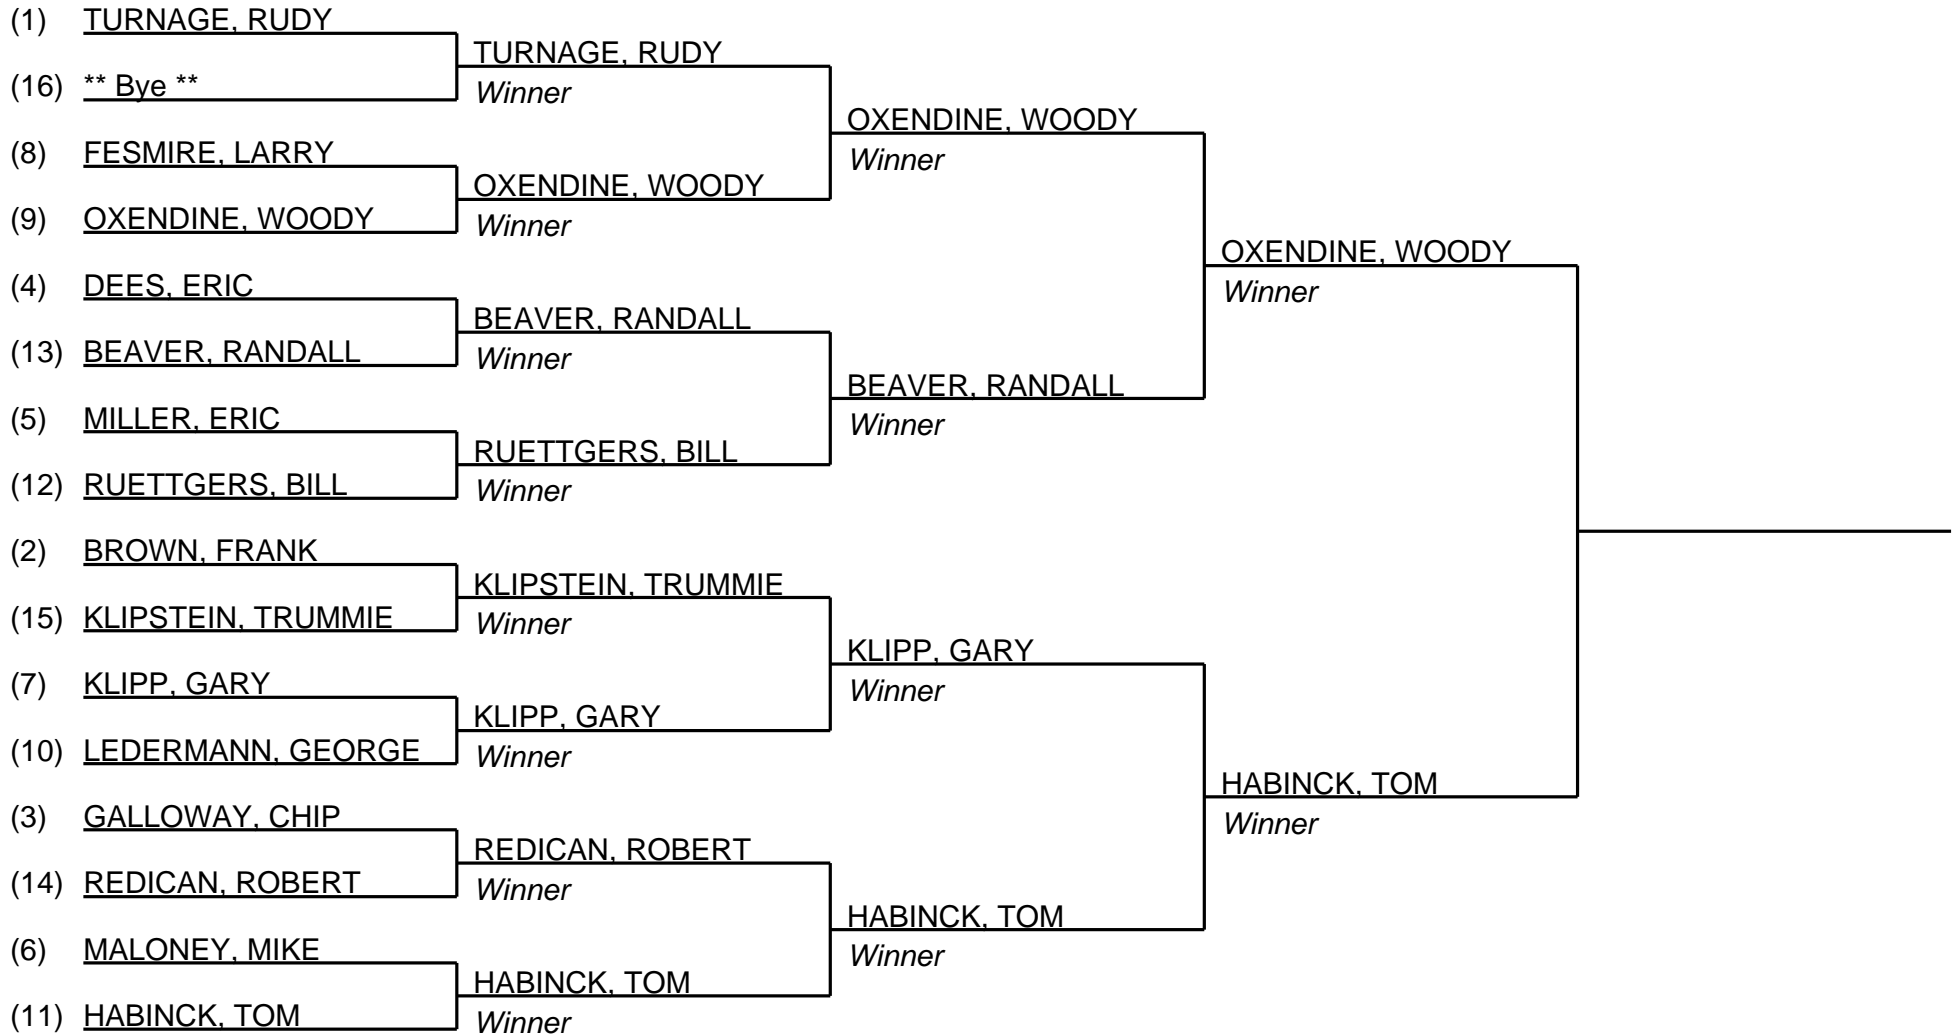 (1) TURNAGE, RUDY
TURNAGE, RUDY
(16) ** Bye **
Winner
OXENDINE, WOODY
(8) FESMIRE, LARRY
Winner
OXENDINE, WOODY
(9) OXENDINE, WOODY
Winner
OXENDINE, WOODY
(4) DEES, ERIC
Winner
BEAVER, RANDALL
(13) BEAVER, RANDALL
Winner
BEAVER, RANDALL
(5) MILLER, ERIC
Winner
RUETTGERS, BILL
(12) RUETTGERS, BILL
Winner
(2) BROWN, FRANK
KLIPSTEIN, TRUMMIE
(15) KLIPSTEIN, TRUMMIE
Winner
KLIPP, GARY
(7) KLIPP, GARY
Winner
KLIPP, GARY
(10) LEDERMANN, GEORGE
Winner
HABINCK, TOM
(3) GALLOWAY, CHIP
Winner
REDICAN, ROBERT
(14) REDICAN, ROBERT
Winner
HABINCK, TOM
(6) MALONEY, MIKE
Winner
HABINCK, TOM
(11) HABINCK, TOM
Winner